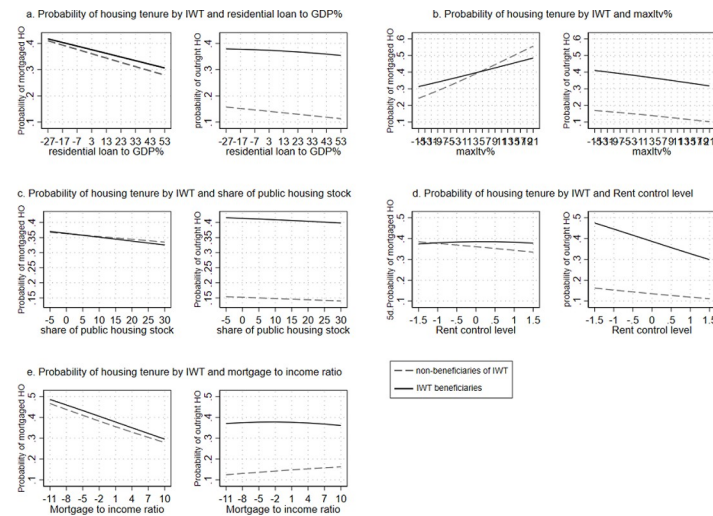 a. Probability of housing tenure by IWT and residential loan to GDP%
Probability of mortgaged HO
.1 .2 .3 .4
-27-17 -7 3 13 23 33 43 53
residential loan to GDP%
Probability of outright HO
.1 .2 .3 .4
-27-17 -7 3 13 23 33 43 53
residential loan to GDP%
b. Probability of housing tenure by IWT and maxltv%
Probability of mortgaged HO
.1 .2 .3 .4 .5 .6
maxltv%
Probability of outright HO
.1 .2 .3 .4 .5 .6
maxltv%
c. Probability of housing tenure by IWT and share of public housing stock
Probability of mortgaged HO
.15 .2 .25 .3 .35 .4
-5 0 5 10 15 20 25 30
share of public housing stock
Probability of outright HO
.15 .2 .25 .3 .35 .4
-5 0 5 10 15 20 25 30
share of public housing stock
d. Probability of housing tenure by IWT and Rent control level
5d.Probability of mortgaged HO
.1 .2 .3 .4 .5
-1.5 -1 -.5 0 .5 1 1.5
Rent control level
probability of outright HO
.1 .2 .3 .4 .5
-1.5 -1 -.5 0 .5 1 1.5
Rent control level
e. Probability of housing tenure by IWT and mortgage to income ratio
Probability of mortgaged HO
.1 .2 .3 .4 .5
-11 -8 -5 -2 1 4 7 10
Mortgage to income ratio
Probability of outright HO
.1 .2 .3 .4 .5
-11 -8 -5 -2 1 4 7 10
Mortgage to income ratio
non-beneficiaries of IWT
IWT beneficiaries